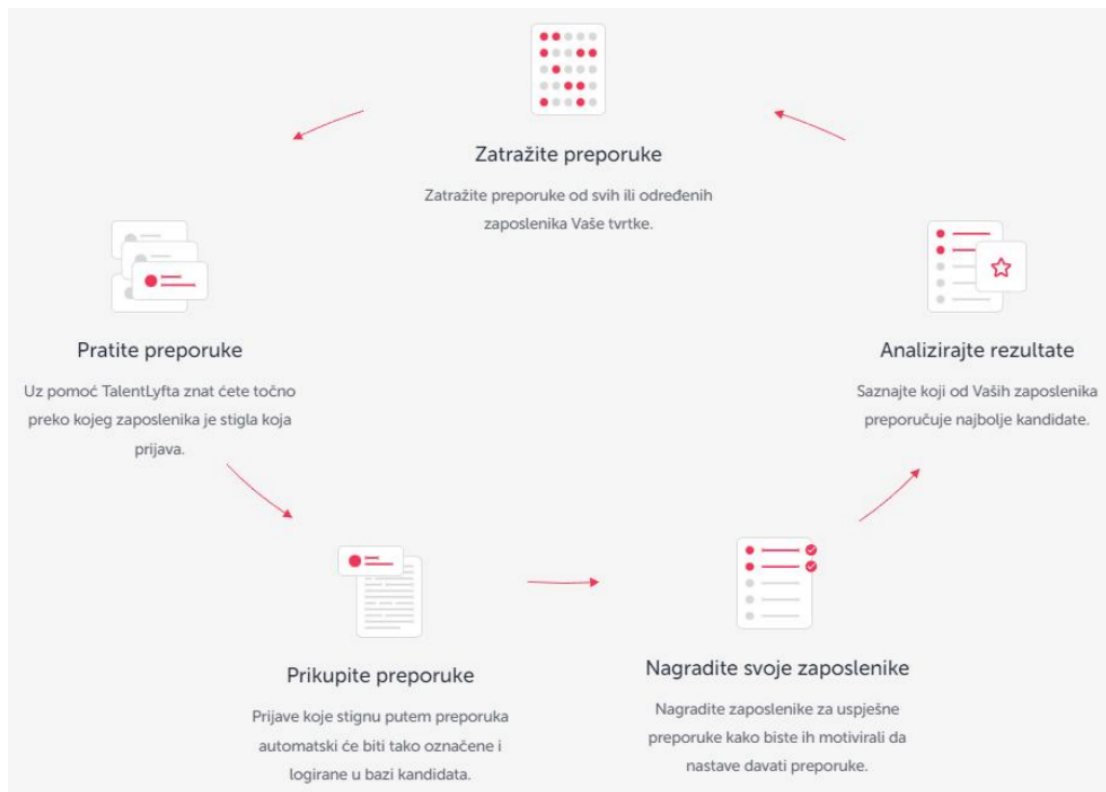 Zatražite preporuke
Zatražite preporuke od svih ili određenih
zaposlenika Vaše tvrtke.
Pratite preporuke
Uz pomoć TalentLyfta znat ćete točno
preko kojeg zaposlenika je stigla koja
prijava.
Prikupite preporuke
Prijave koje stignu putem preporuka
automatski će biti tako označene i
logirane u bazi kandidata.
Nagradite svoje zaposlenike
Nagradite zaposlenike za uspješne
preporuke kako biste ih motivirali da
nastave davati preporuke.
Analizirajte rezultate
Saznajte koji od Vaših zaposlenika
preporučuje najbolje kandidate.